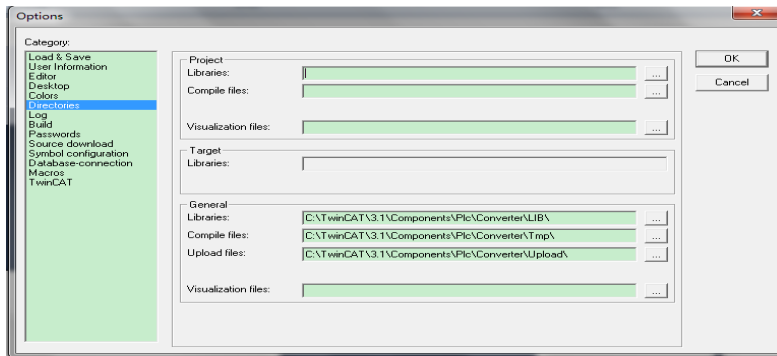 Options
Category:
Load & Save
User Information
Editor
Desktop
Colors
Directories
Log
Build
Passwords
Source download
Symbol configuration
Database-connection
Macros
TwinCAT
Project
Libraries:
...
Compile files:
...
Visualization files:
...
Target
Libraries:
General
Libraries: C:\TwinCAT\3.1\Components\Plc\Converter\LIB\ ...
Compile files: C:\TwinCAT\3.1\Components\Plc\Converter\Tmp\ ...
Upload files: C:\TwinCAT\3.1\Components\Plc\Converter\Upload\ ...
Visualization files: ...
OK
Cancel